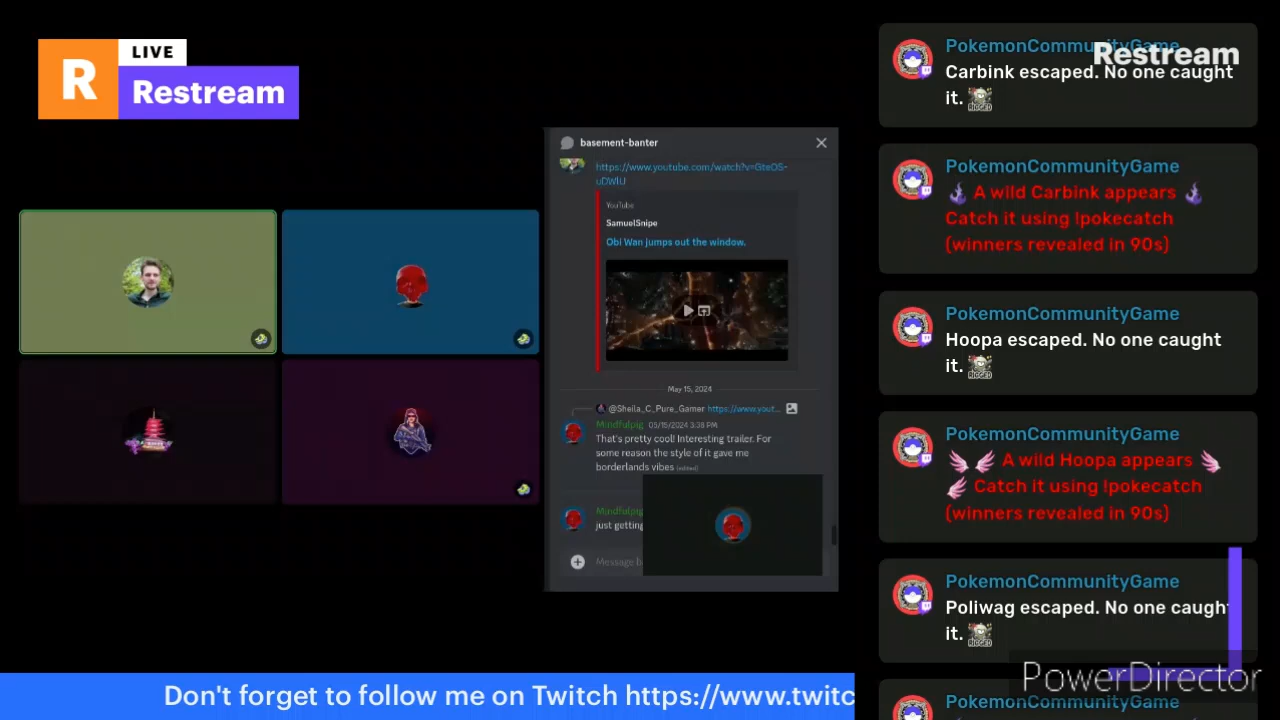 R
LIVE
Restream
basement-banter
https://www.youtube.com/watch?v=GteOS-
uDWlU
YouTube
SamuelSnipe
Obi Wan jumps out the window.
May 15, 2024
@Sheila_C_Pure_Gamer https://www.yout...
Mindfulpig 05/15/2024 3:38 PM
That's pretty cool! Interesting trailer. For
some reason the style of it gave me
borderlands vibes (edited)
Mindfulpig
just getting
Message b
Don't forget to follow me on Twitch https://www.twitc
Restream
PokemonCommunityGame
Carbink escaped. No one caught
it.
PokemonCommunityGame
A wild Carbink appears
Catch it using !pokecatch
(winners revealed in 90s)
PokemonCommunityGame
Hoopa escaped. No one caught
it.
PokemonCommunityGame
A wild Hoopa appears
Catch it using !pokecatch
(winners revealed in 90s)
PokemonCommunityGame
Poliwag escaped. No one caught
it.
PokemonCommunityGame
PowerDirector